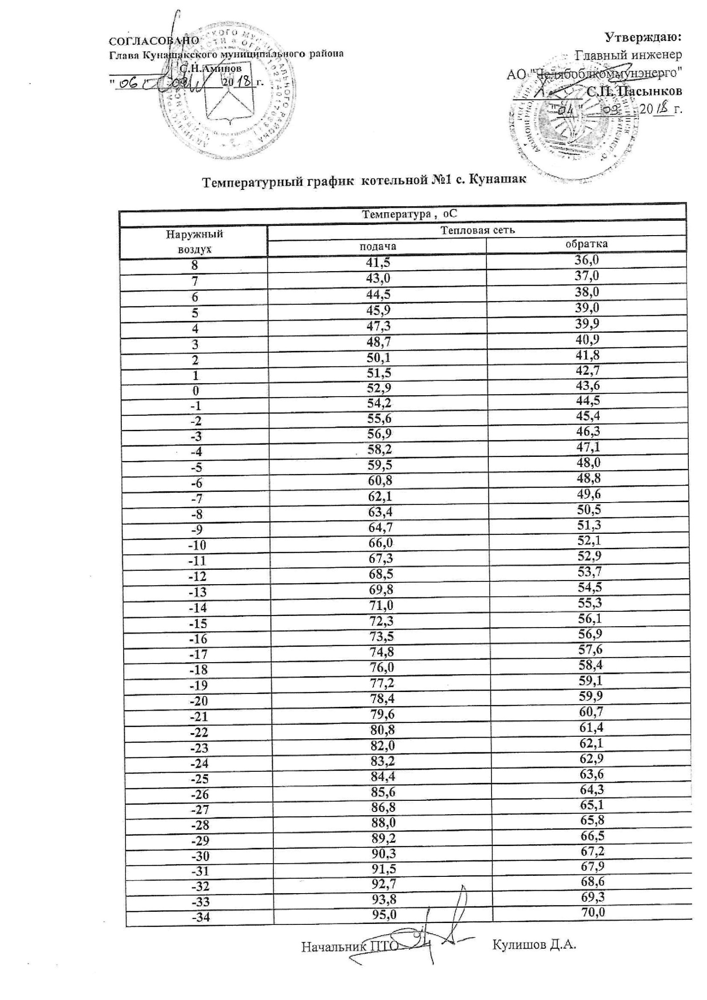 СОГЛАСОВАНО
Глава Кунашакского муниципального района
С.Н.Аминов
" 06 " 2018 г.
Утверждаю:
Главный инженер
АО "Челябоблкоммунэнерго"
С.П. Пасынков
"04" 09 2018 г.
Температурный график котельной №1 с. Кунашак
Температура , оС
Наружный воздух Тепловая сеть
подача обратка
8 41,5 36,0
7 43,0 37,0
6 44,5 38,0
5 45,9 39,0
4 47,3 39,9
3 48,7 40,9
2 50,1 41,8
1 51,5 42,7
0 52,9 43,6
-1 54,2 44,5
-2 55,6 45,4
-3 56,9 46,3
-4 58,2 47,1
-5 59,5 48,0
-6 60,8 48,8
-7 62,1 49,6
-8 63,4 50,5
-9 64,7 51,3
-10 66,0 52,1
-11 67,3 52,9
-12 68,5 53,7
-13 69,8 54,5
-14 71,0 55,3
-15 72,3 56,1
-16 73,5 56,9
-17 74,8 57,6
-18 76,0 58,4
-19 77,2 59,1
-20 78,4 59,9
-21 79,6 60,7
-22 80,8 61,4
-23 82,0 62,1
-24 83,2 62,9
-25 84,4 63,6
-26 85,6 64,3
-27 86,8 65,1
-28 88,0 65,8
-29 89,2 66,5
-30 90,3 67,2
-31 91,5 67,9
-32 92,7 68,6
-33 93,8 69,3
-34 95,0 70,0
Начальник ПТО Кулишов Д.А.